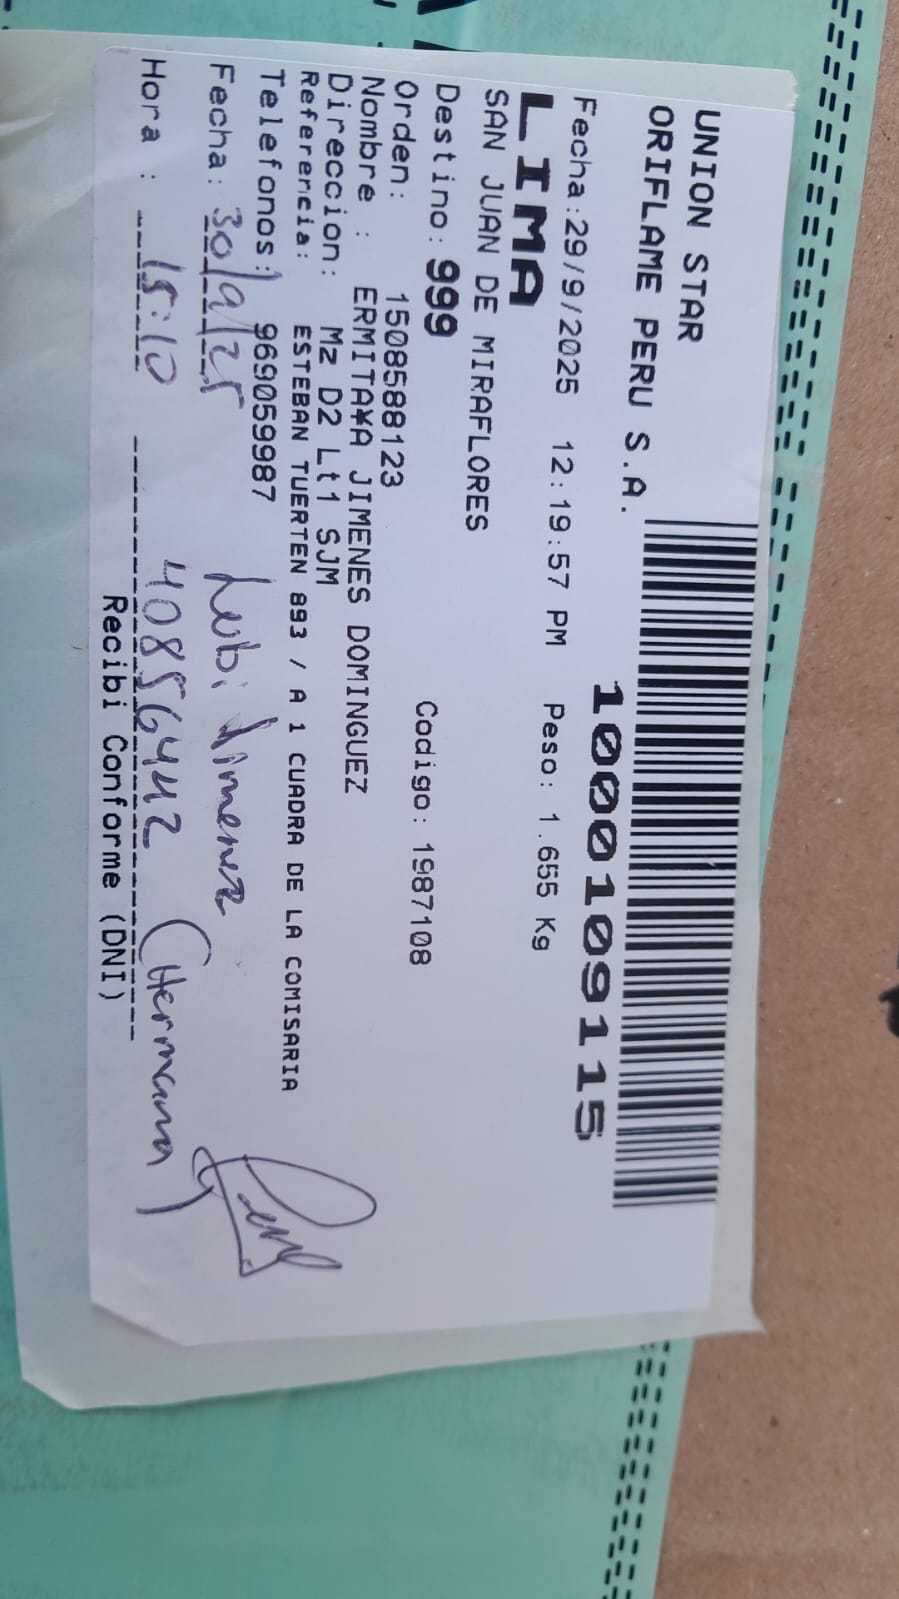 UNION STAR
ORIFLAME PERU S.A.
1000109115
Fecha:29/9/2025 12:19:57 PM Peso: 1.655 Kg
LIMA
SAN JUAN DE MIRAFLORES
Destino: 999 Codigo: 1987108
Orden: 1508588123
Nombre : ERMITA¥A JIMENES DOMINGUEZ
Direccion: Mz D2 Lt1 SJM
Referencia: ESTEBAN TUERTEN 893 / A 1 CUADRA DE LA COMISARIA
Telefonos: 969059987
Fecha: 30/9/25 Lubi Jimenez
Hora : 15:10 40856442 (Hermana)
Recibi Conforme (DNI)